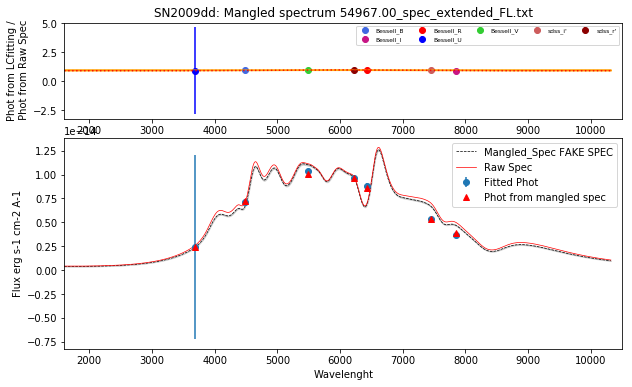 SN2009dd: Mangled spectrum 54967.00_spec_extended_FL.txt
Phot from LCfitting /
Phot from Raw Spec
5.0
2.5
0.0
−2.5
Bessell_B
Bessell_I
Bessell_R
Bessell_U
Bessell_V
sdss_i'
sdss_r'
2000 3000 4000 5000 6000 7000 8000 9000 10000
1e−14
Flux erg s-1 cm-2 A-1
1.25
1.00
0.75
0.50
0.25
0.00
−0.25
−0.50
−0.75
Mangled_Spec FAKE SPEC
Raw Spec
Fitted Phot
Phot from mangled spec
2000 3000 4000 5000 6000 7000 8000 9000 10000
Wavelenght